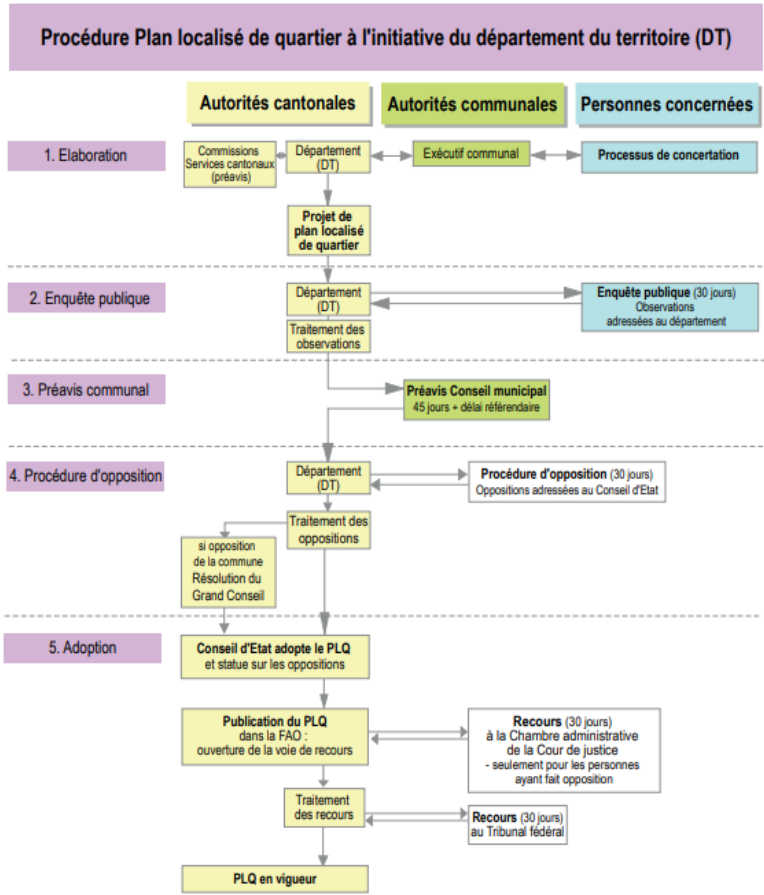 Procédure Plan localisé de quartier à l'initiative du département du territoire (DT)
Autorités cantonales
Autorités communales
Personnes concernées
1. Elaboration
Commissions
Services cantonaux
(préavis)
Département
(DT)
Exécutif communal
Processus de concertation
Projet de
plan localisé
de quartier
2. Enquête publique
Département
(DT)
Enquête publique (30 jours)
Observations
adressées au département
Traitement des
observations
3. Préavis communal
Préavis Conseil municipal
45 jours + délai référendaire
4. Procédure d'opposition
Département
(DT)
Procédure d'opposition (30 jours)
Oppositions adressées au Conseil d'Etat
Traitement des
oppositions
si opposition
de la commune
Résolution du
Grand Conseil
5. Adoption
Conseil d'Etat adopte le PLQ
et statue sur les oppositions
Publication du PLQ
dans la FAO :
ouverture de la voie de recours
Recours (30 jours)
à la Chambre administrative
de la Cour de justice
- seulement pour les personnes
ayant fait opposition
Traitement
des recours
Recours (30 jours)
au Tribunal fédéral
PLQ en vigueur